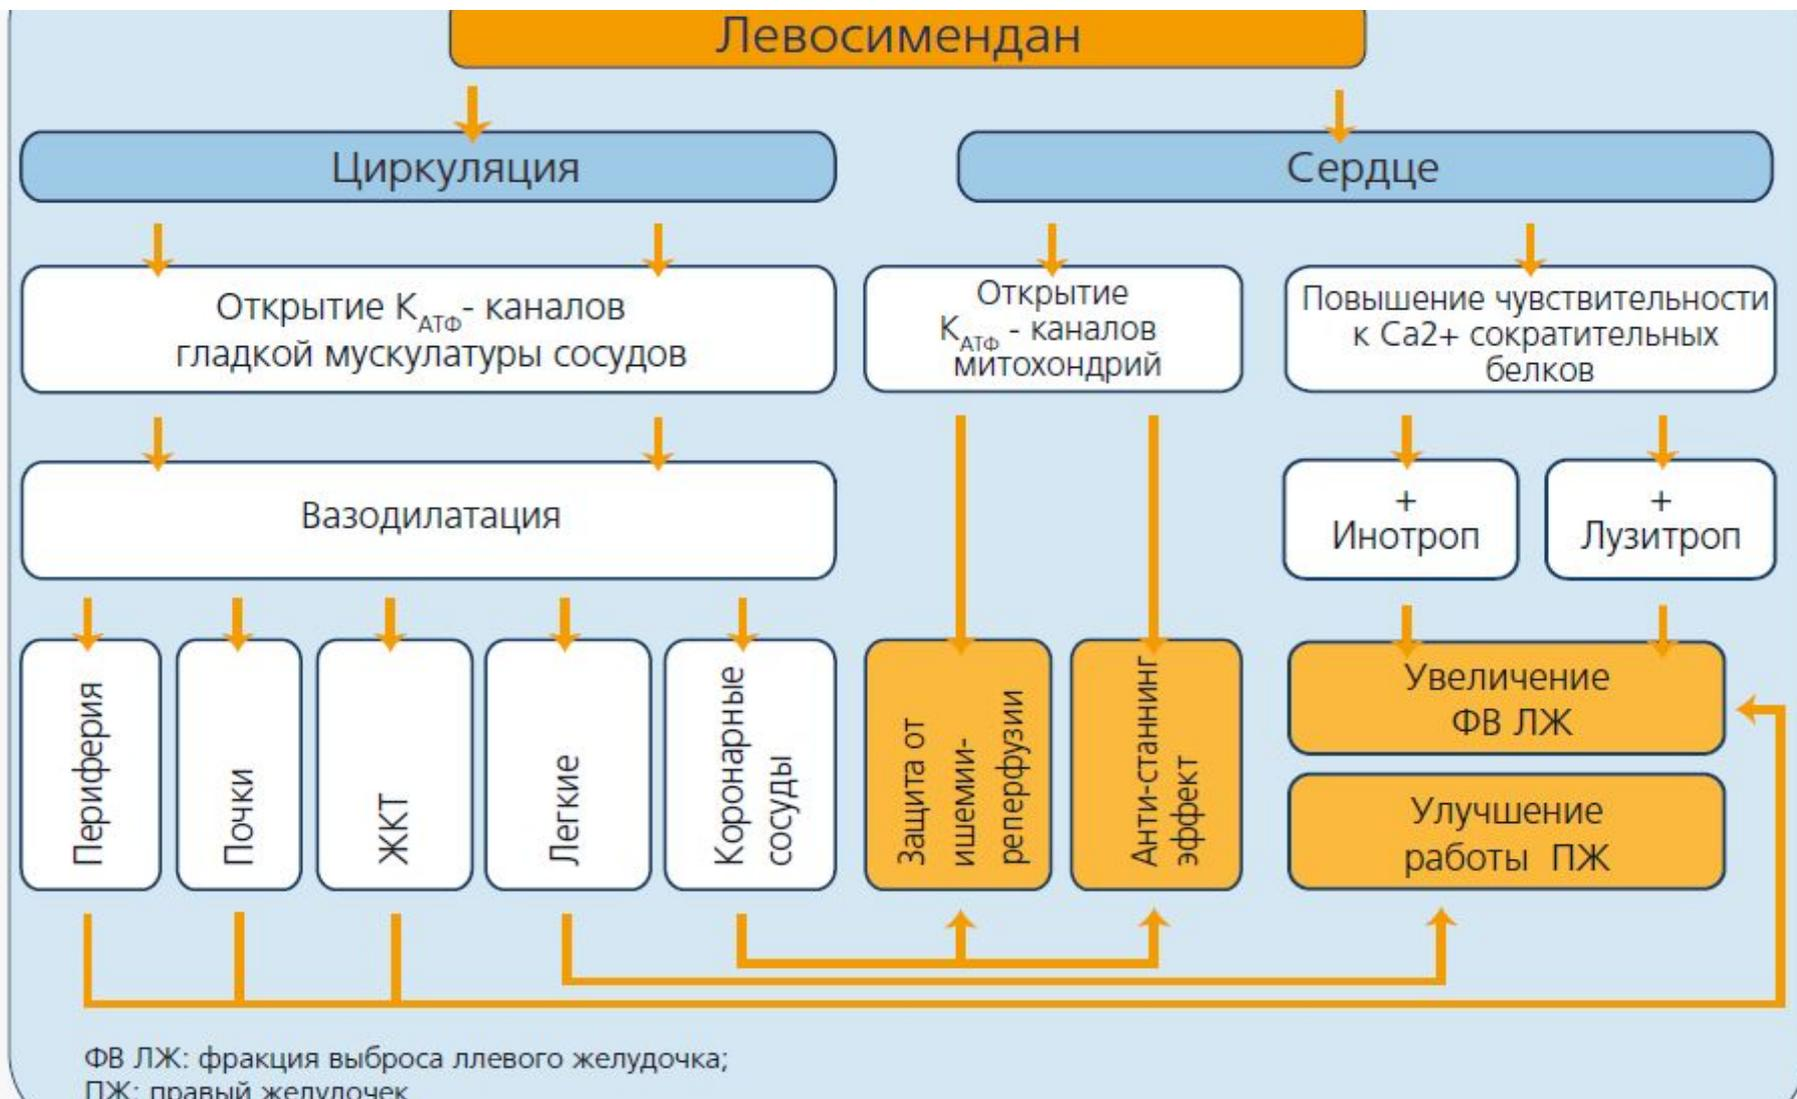 Левосимендан
Циркуляция
Сердце
Открытие KАТФ- каналов
гладкой мускулатуры сосудов
Открытие
KАТФ - каналов
митохондрий
Повышение чувствительности
к Ca2+ сократительных
белков
Вазодилатация
+
Инотроп
+
Лузитроп
Периферия
Почки
ЖКТ
Легкие
Коронарные
сосуды
Защита от
ишемии-
реперфузии
Анти-станнинг
эффект
Увеличение
ФВ ЛЖ
Улучшение
работы ПЖ
ФВ ЛЖ: фракция выброса ллевого желудочка;
ПЖ: правый желудочек